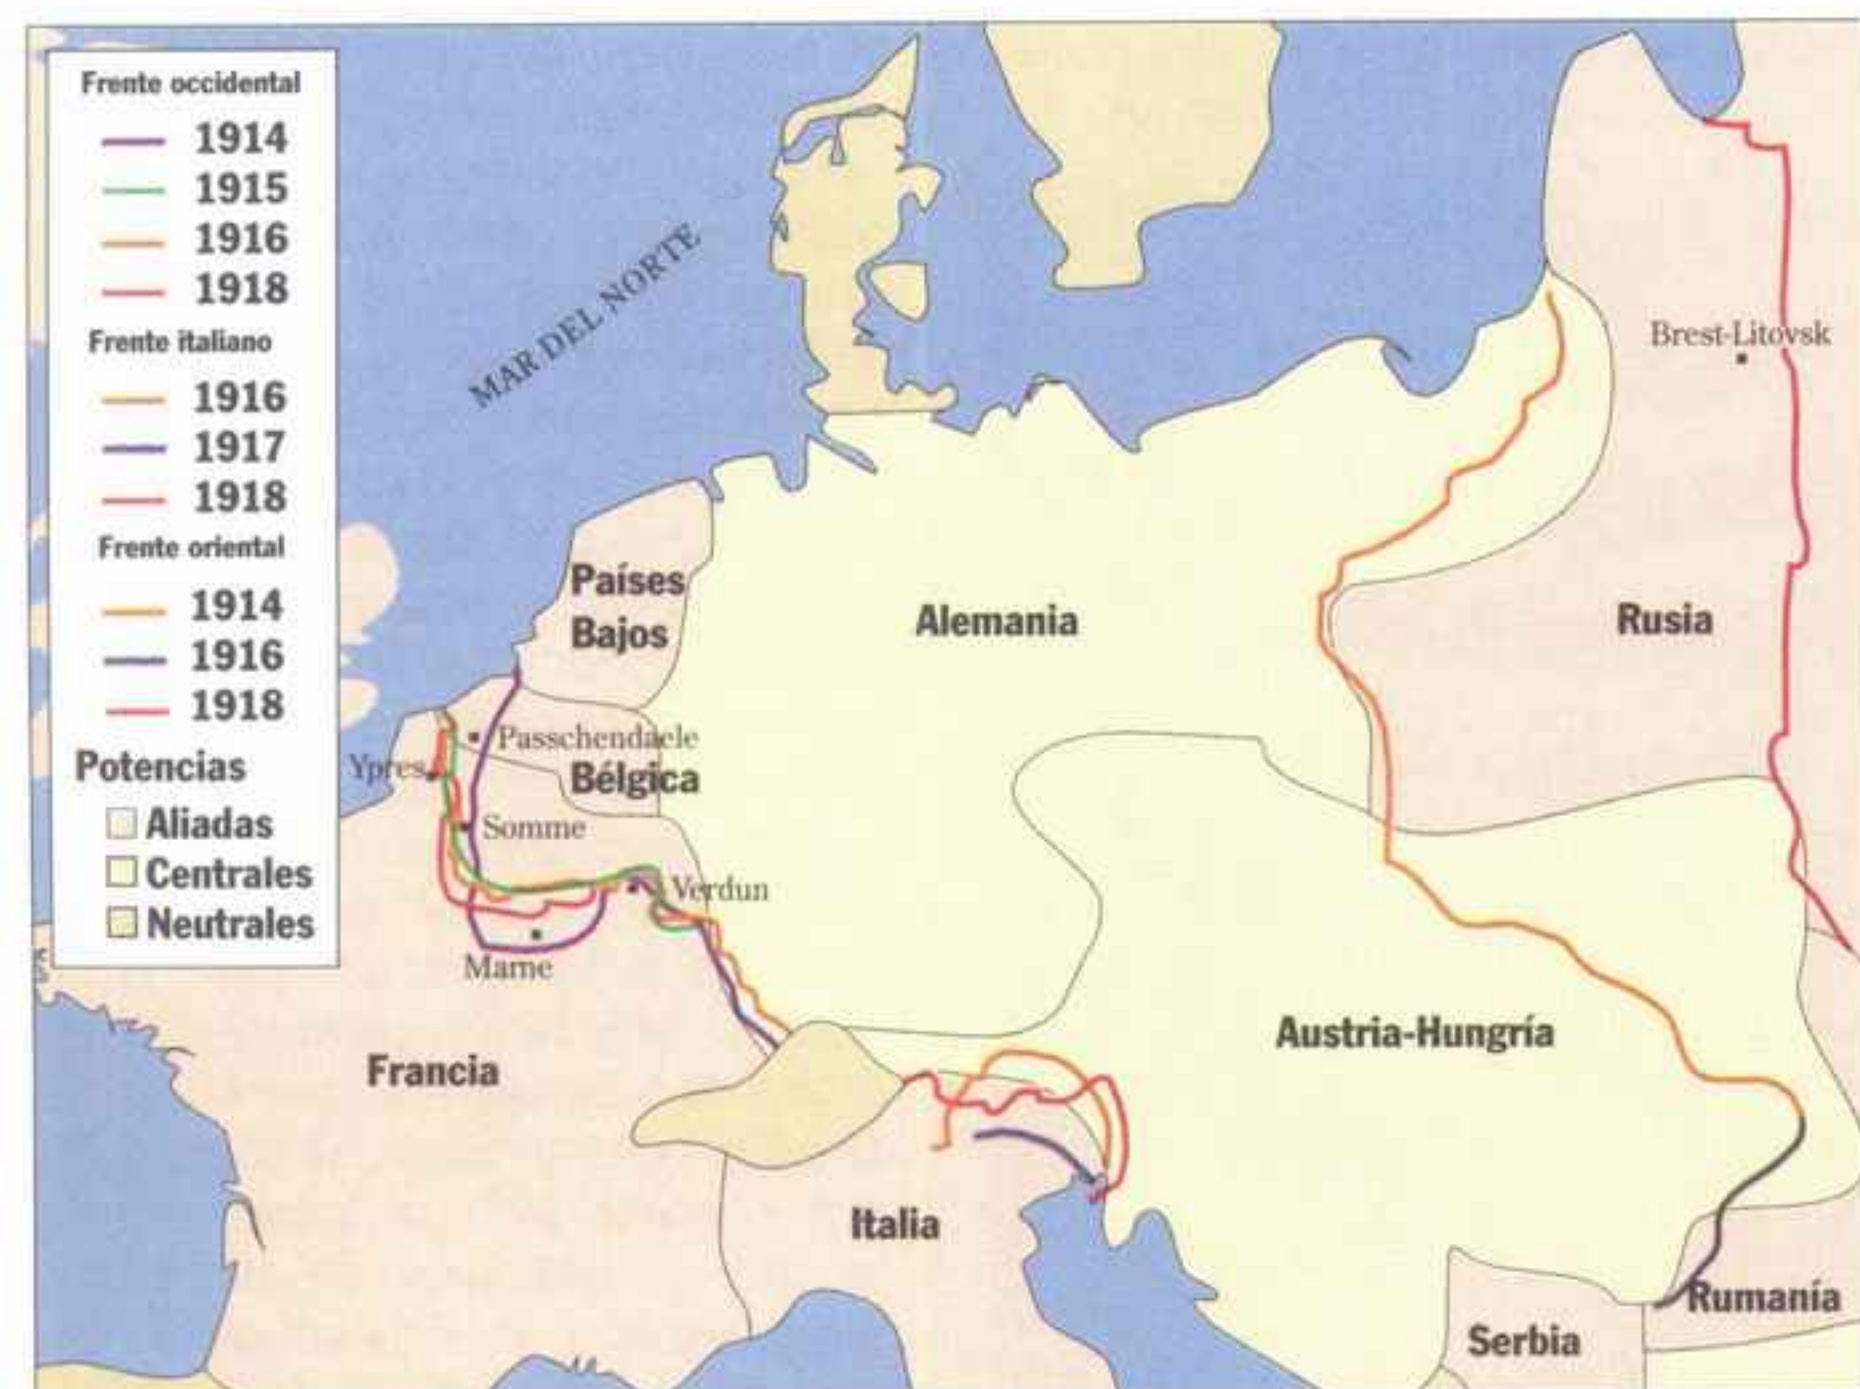 Frente occidental
1914
1915
1916
1918
Frente italiano
1916
1917
1918
Frente oriental
1914
1916
1918
Potencias
Aliadas
Centrales
Neutrales
MAR DEL NORTE
Brest-Litovsk
Países
Bajos
Alemania
Rusia
Passchendaele
Ypres
Bélgica
Somme
Verdun
Marne
Francia
Austria-Hungría
Italia
Rumanía
Serbia